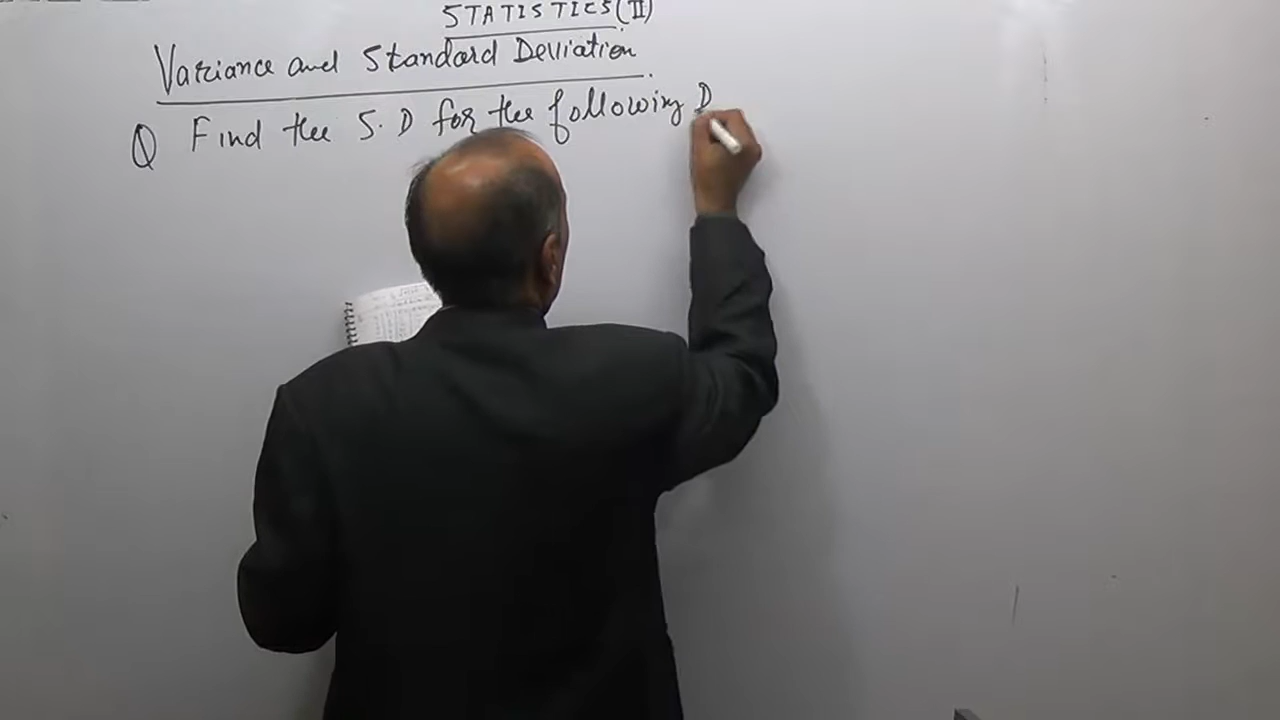 STATISTICS(II)
Variance and Standard Deviation
Q Find the S.D for the following D